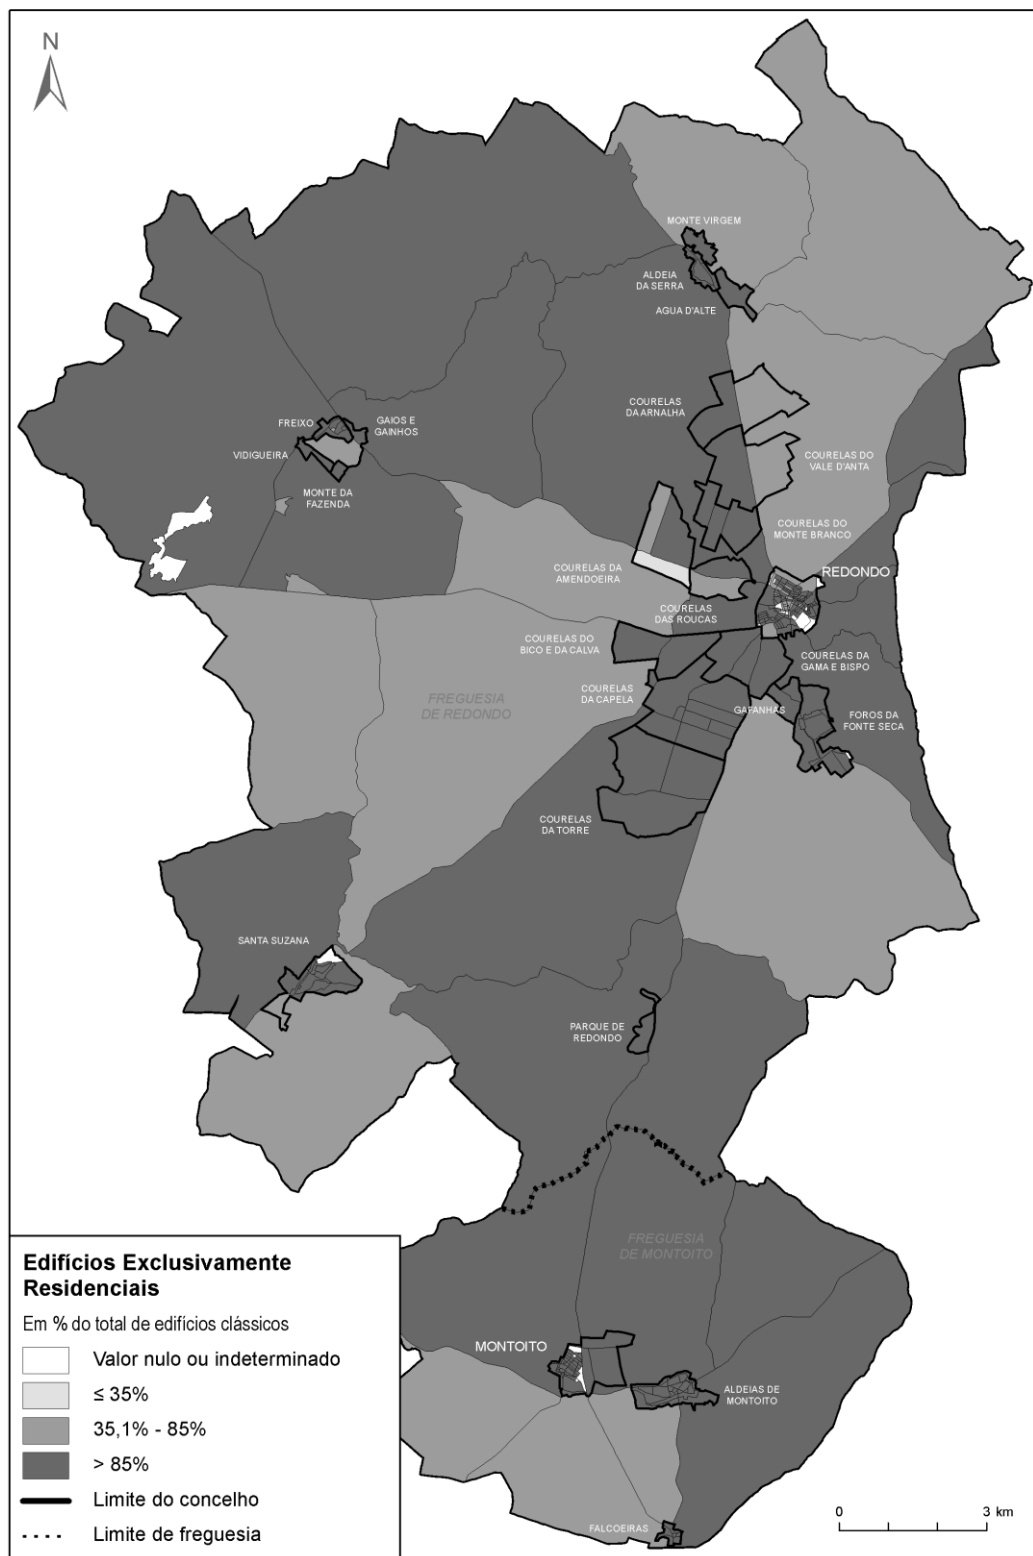 N
MONTE VIRGEM
ALDEIA
DA SERRA
AGUA D'ALTE
COURELAS
DA ARNALHA
FREIXO
GAIOS E
GAINHOS
VIDIGUEIRA
COURELAS DO
VALE D'ANTA
MONTE DA
FAZENDA
COURELAS DO
MONTE BRANCO
COURELAS DA
AMENDOEIRA
REDONDO
COURELAS
DAS ROUCAS
COURELAS DO
BICO E DA CALVA
COURELAS DA
GAMA E BISPO
COURELAS
DA CAPELA
FREGUESIA
DE REDONDO
GAFANHAS
FOROS DA
FONTE SECA
COURELAS
DA TORRE
SANTA SUZANA
PARQUE DE
REDONDO
FREGUESIA
DE MONTOITO
MONTOITO
ALDEIAS DE
MONTOITO
FALCOEIRAS
Edifícios Exclusivamente
Residenciais
Em % do total de edifícios clássicos
Valor nulo ou indeterminado
≤ 35%
35,1% - 85%
> 85%
Limite do concelho
Limite de freguesia
0 3 km